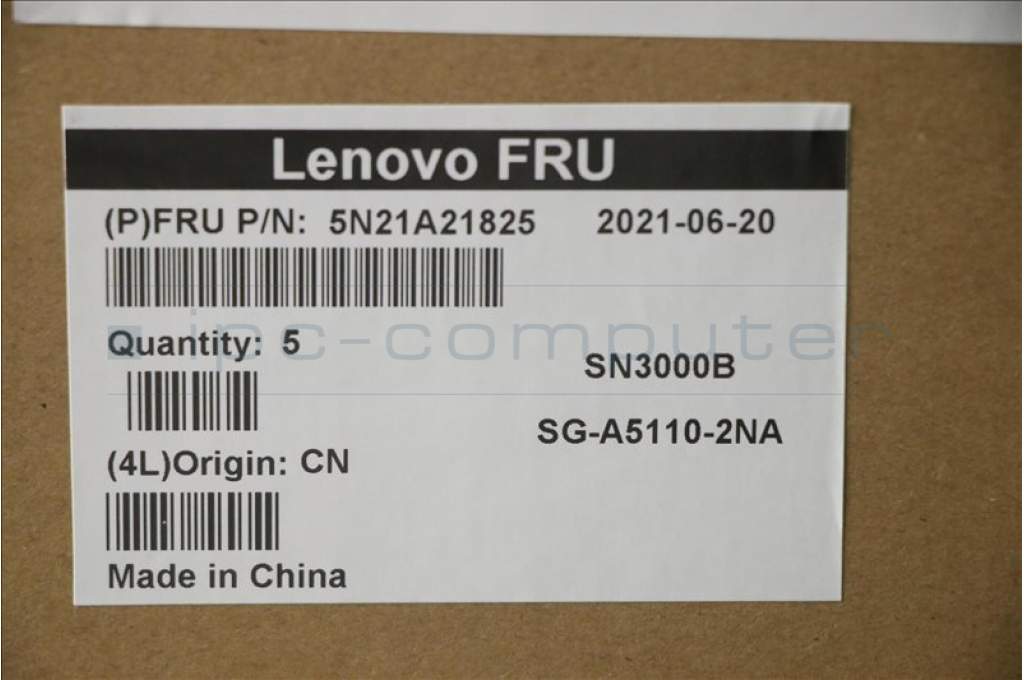 Lenovo FRU
(P)FRU P/N: 5N21A21825 2021-06-20
Quantity: 5
ipc-computer
SN3000B
SG-A5110-2NA
(4L)Origin: CN
Made in China